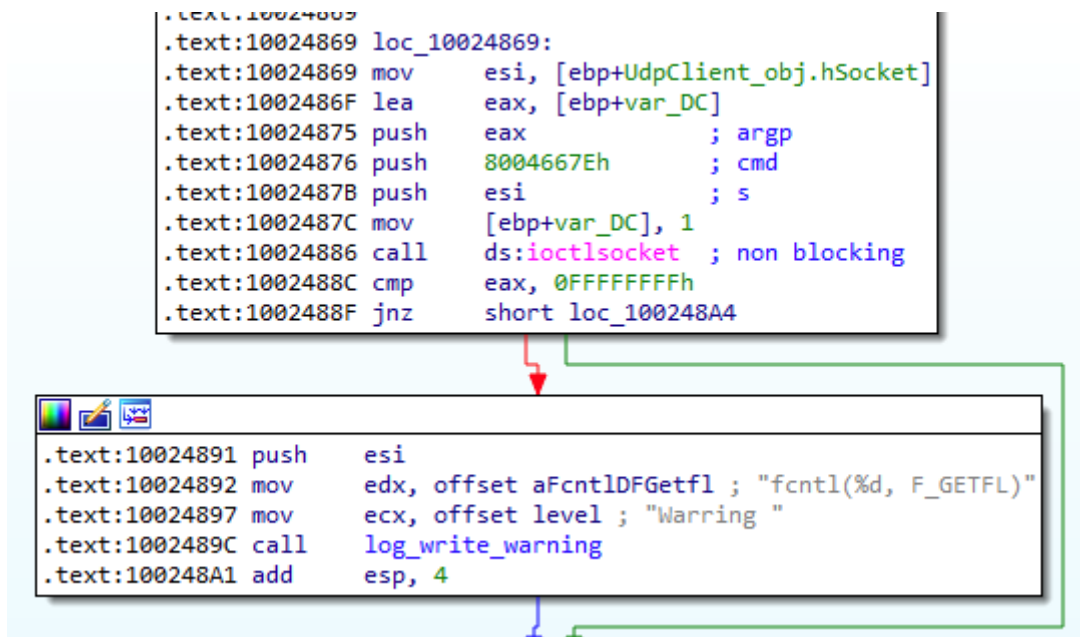 .text:10024869
.text:10024869 loc_10024869:
.text:10024869 mov esi, [ebp+UdpClient_obj.hSocket]
.text:1002486F lea eax, [ebp+var_DC]
.text:10024875 push eax ; argp
.text:10024876 push 8004667Eh ; cmd
.text:1002487B push esi ; s
.text:1002487C mov [ebp+var_DC], 1
.text:10024886 call ds:ioctlsocket ; non blocking
.text:1002488C cmp eax, 0FFFFFFFFh
.text:1002488F jnz short loc_100248A4
.text:10024891 push esi
.text:10024892 mov edx, offset aFcntlDFGetfl ; "fcntl(%d, F_GETFL)"
.text:10024897 mov ecx, offset level ; "Warring "
.text:1002489C call log_write_warning
.text:100248A1 add esp, 4